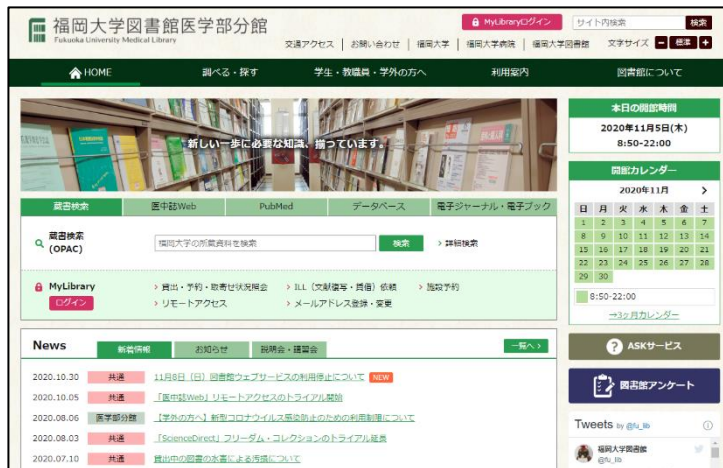 福岡大学図書館医学部分館
Fukuoka University Medical Library
MyLibraryログイン
サイト内検索
検索
交通アクセス | お問い合わせ | 福岡大学 | 福岡大学病院 | 福岡大学図書館
文字サイズ - 標準 +
HOME
調べる・探す
学生・教職員・学外の方へ
利用案内
図書館について
新しい一歩に必要な知識、揃っています。
蔵書検索
医中誌Web
PubMed
データベース
電子ジャーナル・電子ブック
蔵書検索
(OPAC)
福岡大学の所蔵資料を検索
検索
> 詳細検索
MyLibrary
ログイン
> 貸出・予約・取寄せ状況照会 > ILL（文献複写・貸借）依頼 > 施設予約
> リモートアクセス > メールアドレス登録・変更
News
新着情報
お知らせ
説明会・講習会
一覧へ >
2020.10.30 共通 11月8日（日）図書館ウェブサービスの利用停止について NEW
2020.10.05 共通 「医中誌Web」リモートアクセスのトライアル開始
2020.08.06 医学部分館 【学外の方へ】新型コロナウイルス感染防止のための利用制限について
2020.08.03 共通 「ScienceDirect」フリーダム・コレクションのトライアル延長
2020.07.10 共通 貸出中の図書の水害による汚損について
本日の開館時間
2020年11月5日(木)
8:50-22:00
開館カレンダー
2020年11月 >
日 月 火 水 木 金 土
1 2 3 4 5 6 7
8 9 10 11 12 13 14
15 16 17 18 19 20 21
22 23 24 25 26 27 28
29 30
8:50-22:00
→3ヶ月カレンダー
? ASKサービス
図書館アンケート
Tweets by @fu_lib
福岡大学図書館
@fu_lib